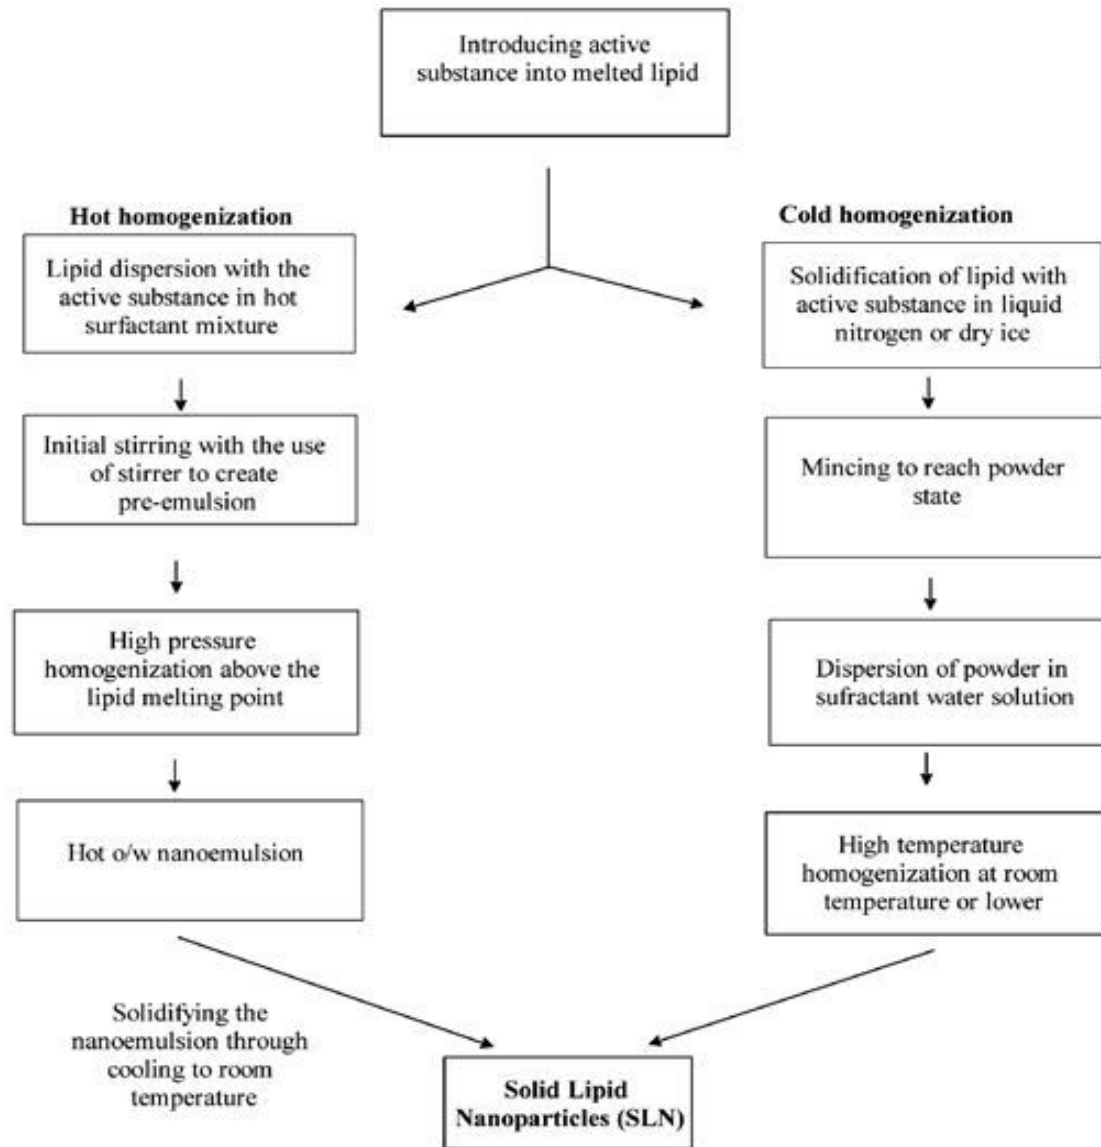 Introducing active
substance into melted lipid
Hot homogenization
Lipid dispersion with the
active substance in hot
surfactant mixture
Initial stirring with the use
of stirrer to create
pre-emulsion
High pressure
homogenization above the
lipid melting point
Hot o/w nanoemulsion
Solidifying the
nanoemulsion through
cooling to room
temperature
Cold homogenization
Solidification of lipid with
active substance in liquid
nitrogen or dry ice
Mincing to reach powder
state
Dispersion of powder in
sufractant water solution
High temperature
homogenization at room
temperature or lower
Solid Lipid
Nanoparticles (SLN)